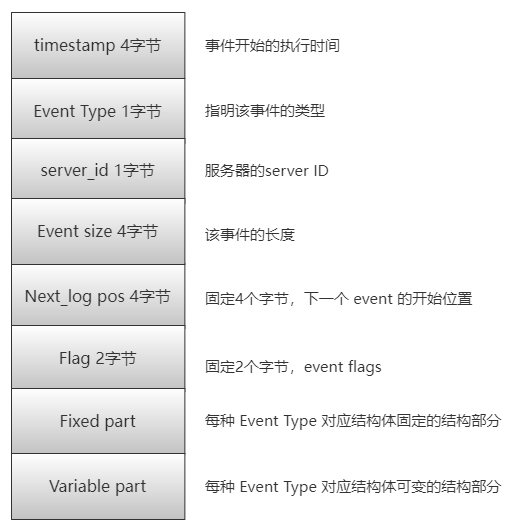 timestamp 4字节 事件开始的执行时间
Event Type 1字节 指明该事件的类型
server_id 1字节 服务器的server ID
Event size 4字节 该事件的长度
Next_log pos 4字节 固定4个字节，下一个 event 的开始位置
Flag 2字节 固定2个字节，event flags
Fixed part 每种 Event Type 对应结构体固定的结构部分
Variable part 每种 Event Type 对应结构体可变的结构部分